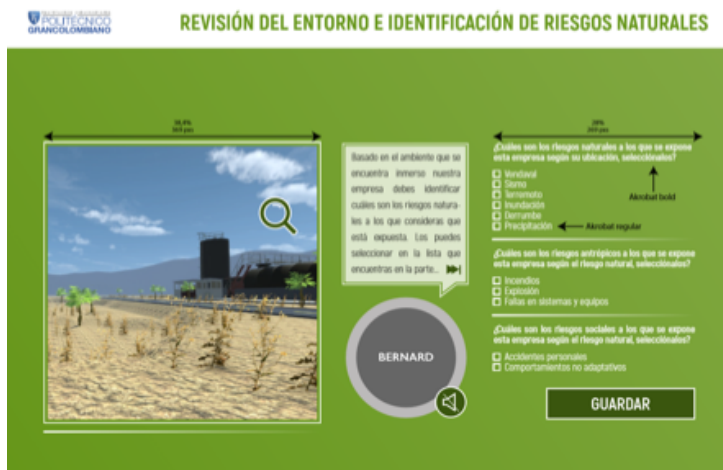 POLITÉCNICO
GRANCOLOMBIANO
REVISIÓN DEL ENTORNO E IDENTIFICACIÓN DE RIESGOS NATURALES
Basado en el ambiente que se
encuentra inmerso nuestra
empresa debes identificar
cuáles son los riesgos natura-
les a los que consideras que
está expuesta. Los puedes
seleccionar en la lista que
encuentras en la parte...
BERNARD
¿Cuáles son los riesgos naturales a los que se expone
esta empresa según su ubicación, selecciónalos?
Vendaval
Sismo
Terremoto
Inundación
Derrumbe
Precipitación
Akrobat bold
Akrobat regular
¿Cuáles son los riesgos antrópicos a los que se expone
esta empresa según el riesgo natural, selecciónalos?
Incendios
Explosión
Fallas en sistemas y equipos
¿Cuáles son los riesgos sociales a los que se expone
esta empresa según el riesgo natural, selecciónalos?
Accidentes personales
Comportamientos no adaptativos
GUARDAR